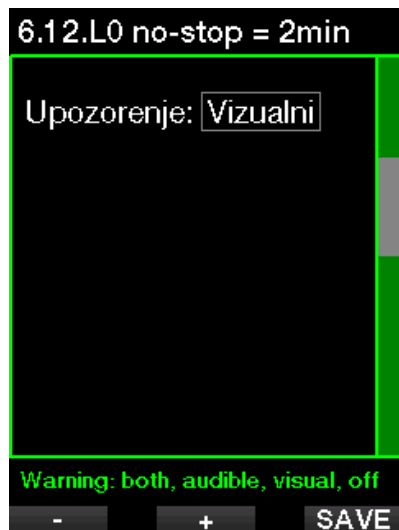 6.12.L0 no-stop = 2min
Upozorenje: Vizualni
Warning: both, audible, visual, off
- + SAVE